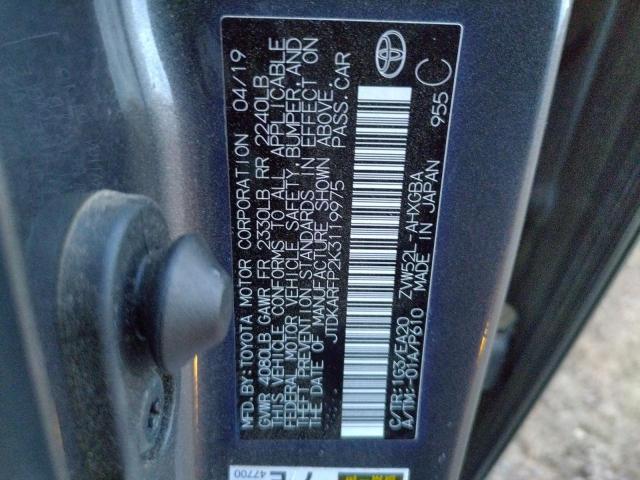 MFD. BY: TOYOTA MOTOR CORPORATION 04/19
GVWR 4080LB GAWR FR 2330LB RR 2240LB
THIS VEHICLE CONFORMS TO ALL APPLICABLE
FEDERAL MOTOR VEHICLE SAFETY, BUMPER, AND
THEFT PREVENTION STANDARDS IN EFFECT ON
THE DATE OF MANUFACTURE SHOWN ABOVE.
JTDKARFP2K3119975 PASS. CAR
C/TR: 1G3/EA20 ZVW52L-AHXGBA 955 C
A/TM: -01A/P610 MADE IN JAPAN
47700